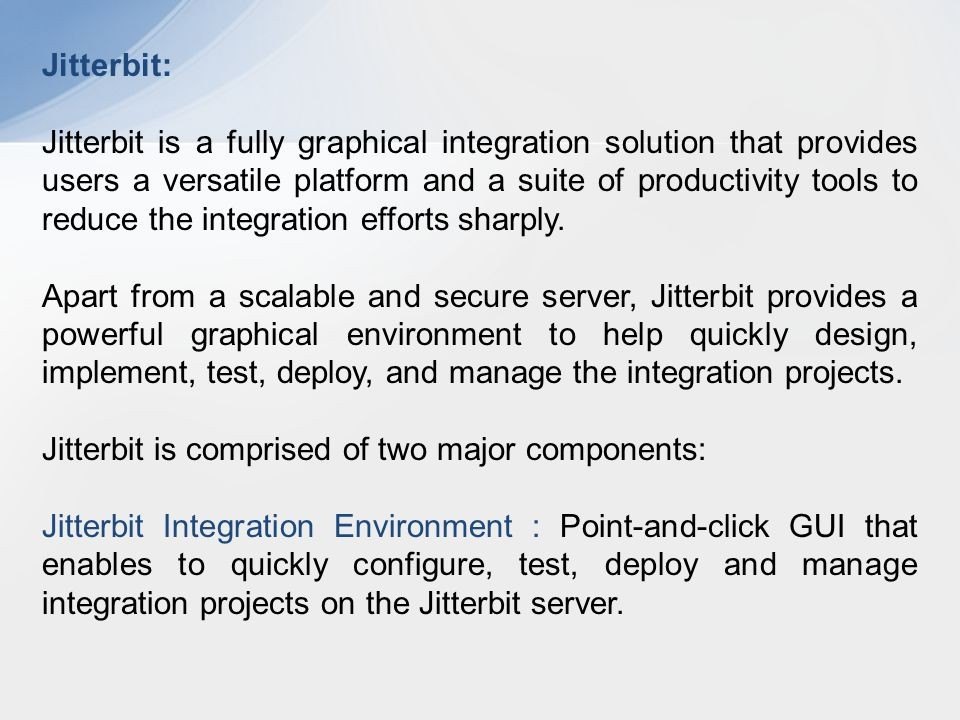 Jitterbit:
Jitterbit is a fully graphical integration solution that provides
users a versatile platform and a suite of productivity tools to
reduce the integration efforts sharply.
Apart from a scalable and secure server, Jitterbit provides a
powerful graphical environment to help quickly design,
implement, test, deploy, and manage the integration projects.
Jitterbit is comprised of two major components:
Jitterbit Integration Environment : Point-and-click GUI that
enables to quickly configure, test, deploy and manage
integration projects on the Jitterbit server.